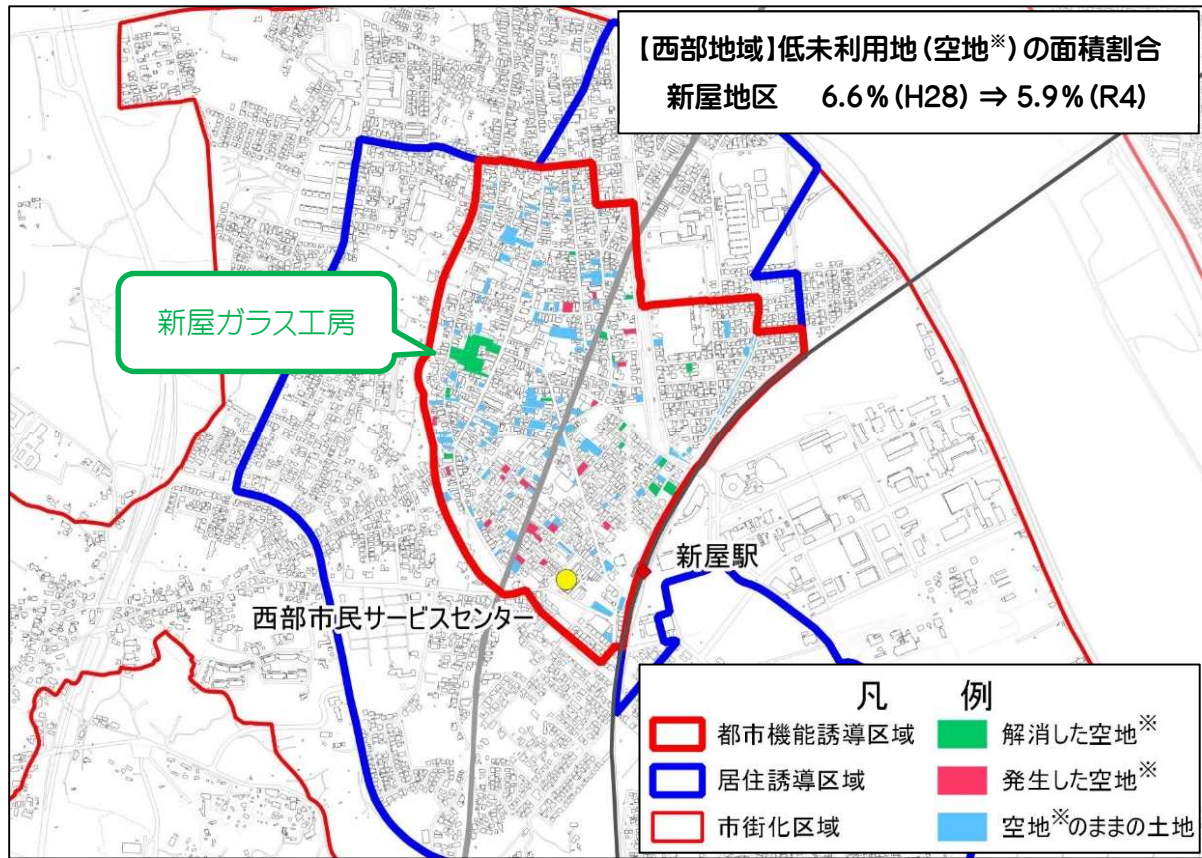 【西部地域】低未利用地(空地※)の面積割合
新屋地区 6.6%(H28) ⇒ 5.9%(R4)
新屋ガラス工房
新屋駅
西部市民サービスセンター
凡 例
都市機能誘導区域
解消した空地※
居住誘導区域
発生した空地※
市街化区域
空地※のままの土地